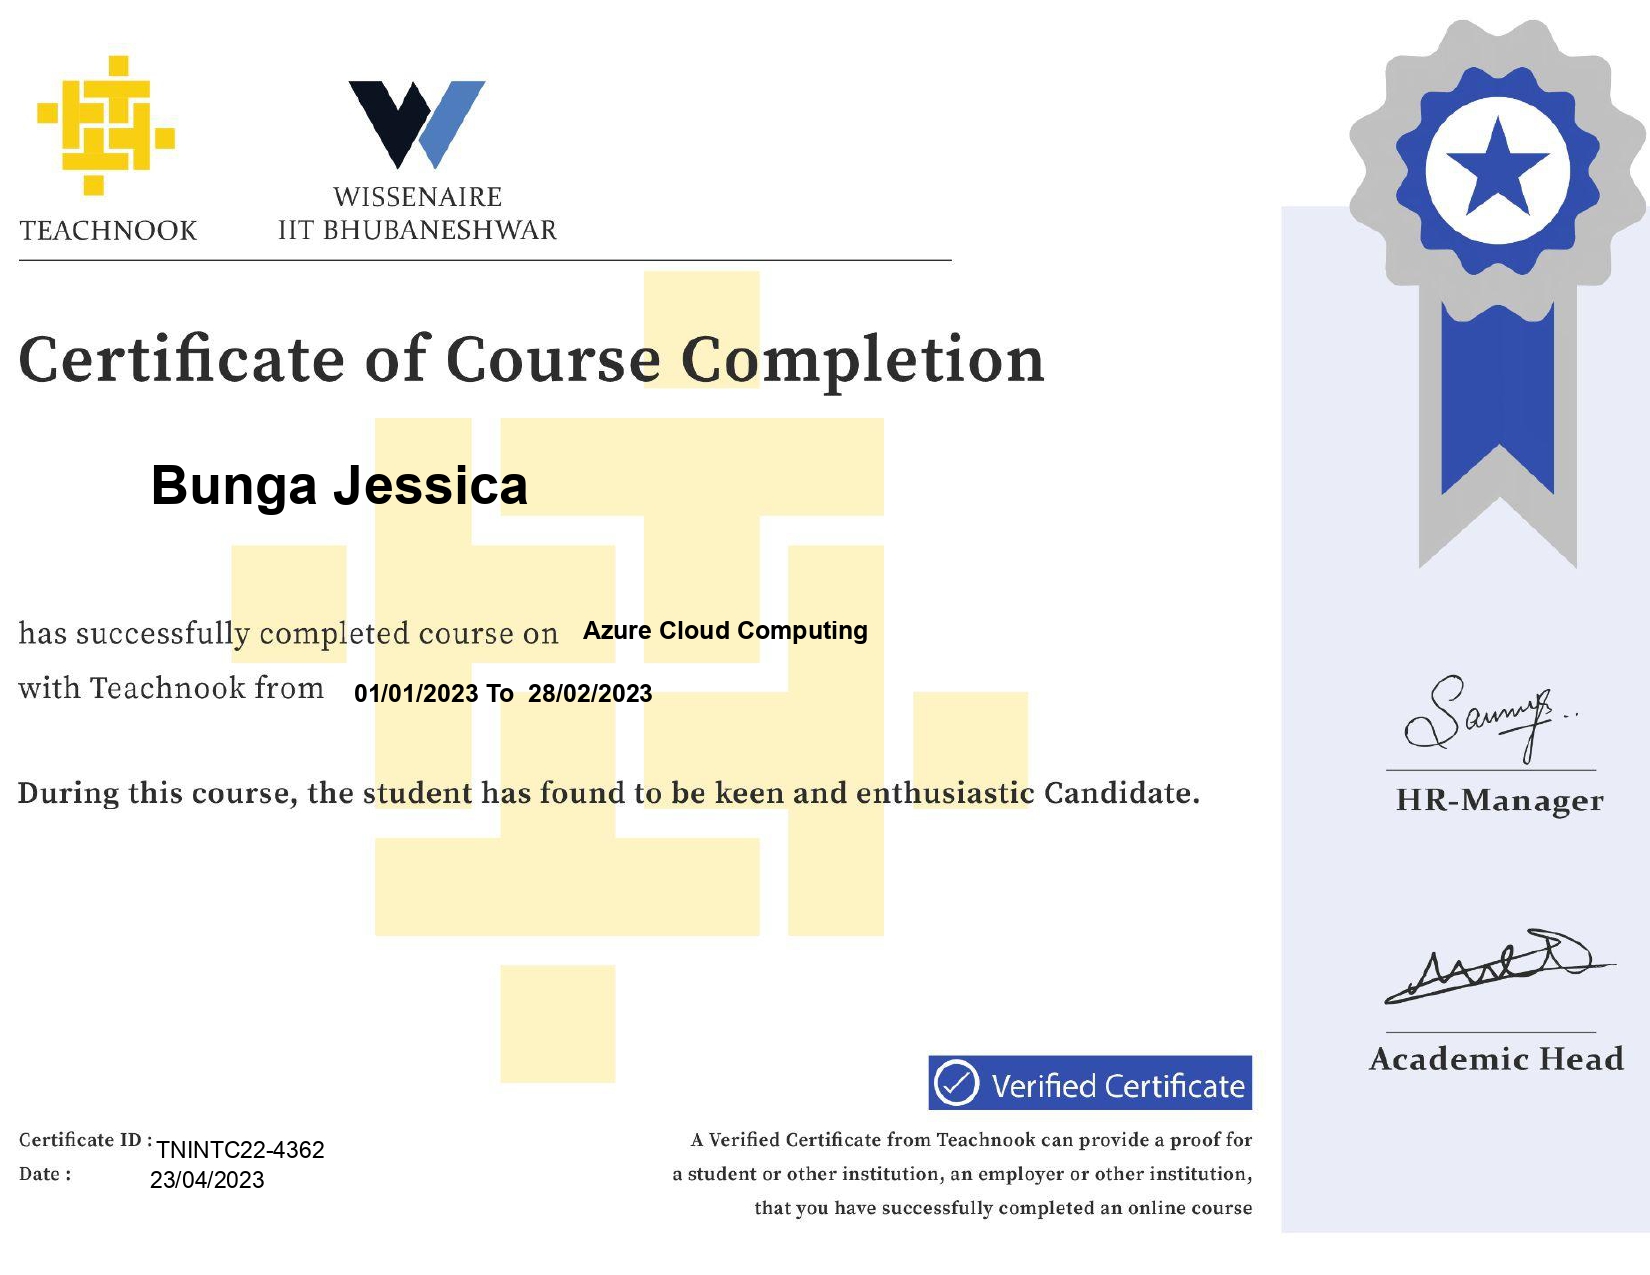 TEACHNOOK
WISSENAIRE
IIT BHUBANESHWAR
Certificate of Course Completion
Bunga Jessica
has successfully completed course on Azure Cloud Computing
with Teachnook from 01/01/2023 To 28/02/2023
During this course, the student has found to be keen and enthusiastic Candidate.
HR-Manager
Academic Head
Verified Certificate
A Verified Certificate from Teachnook can provide a proof for
a student or other institution, an employer or other institution,
that you have successfully completed an online course
Certificate ID : TNINTC22-4362
Date : 23/04/2023